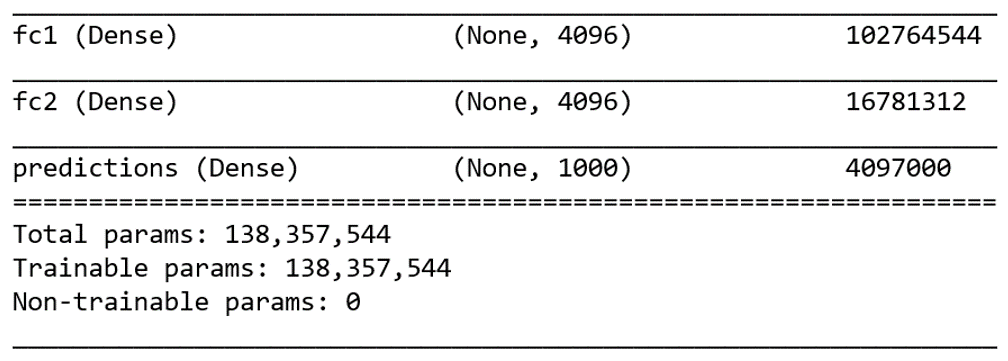 fc1 (Dense) (None, 4096) 102764544
fc2 (Dense) (None, 4096) 16781312
predictions (Dense) (None, 1000) 4097000
=================================================================
Total params: 138,357,544
Trainable params: 138,357,544
Non-trainable params: 0